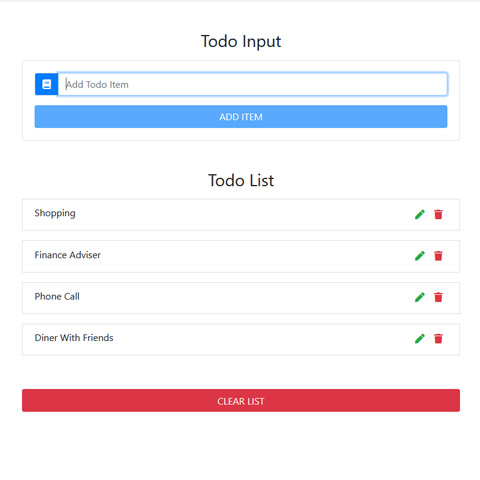 Todo Input
Add Todo Item
ADD ITEM
Todo List
Shopping
Finance Adviser
Phone Call
Diner With Friends
CLEAR LIST